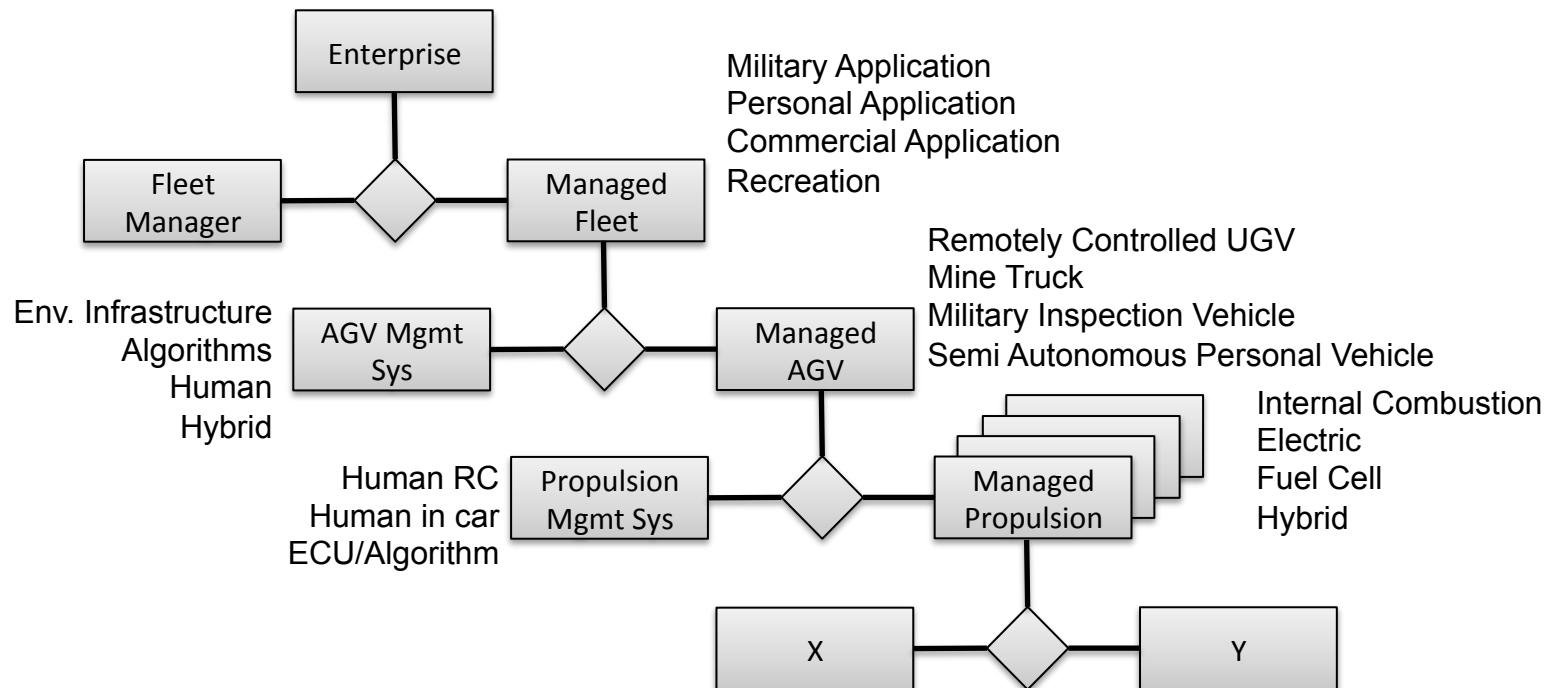 Enterprise
Military Application
Personal Application
Commercial Application
Recreation
Fleet
Manager
Managed
Fleet
Remotely Controlled UGV
Mine Truck
Military Inspection Vehicle
Semi Autonomous Personal Vehicle
Env. Infrastructure
Algorithms
Human
Hybrid
AGV Mgmt
Sys
Managed
AGV
Internal Combustion
Electric
Fuel Cell
Hybrid
Human RC
Human in car
ECU/Algorithm
Propulsion
Mgmt Sys
Managed
Propulsion
X
Y